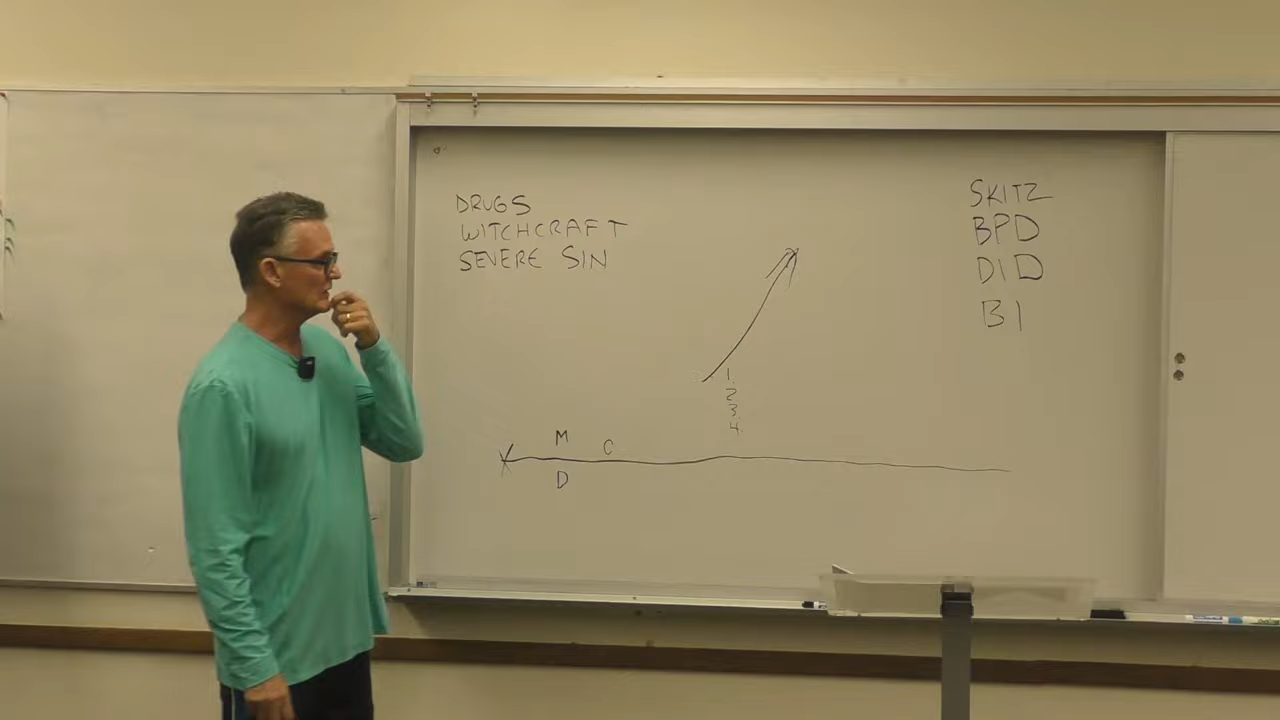 DRUGS
WITCHCRAFT
SEVERE SIN
SKITZ
BPD
DID
BI
1.
2
3.
4.
M
C
D